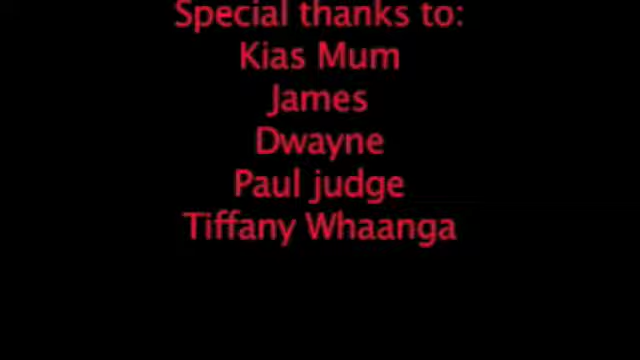 Special thanks to:
Kias Mum
James
Dwayne
Paul judge
Tiffany Whaanga